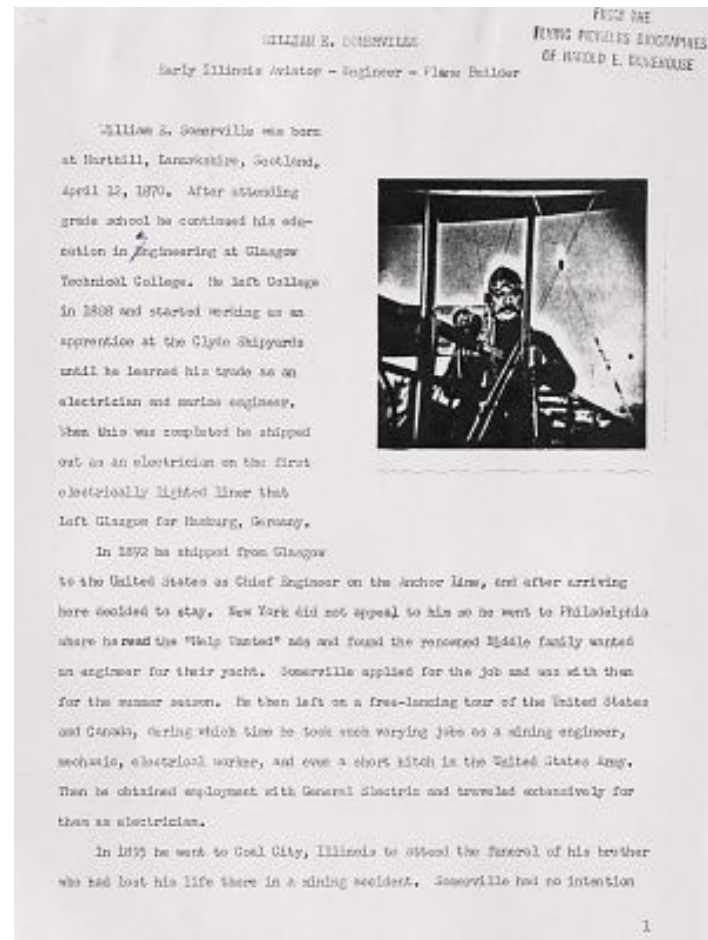 FROM THE
FLYING PIONEERS BIOGRAPHIES
OF HAROLD E. MOREHOUSE
WILLIAM E. SOMERVILLE
Early Illinois Aviator - Engineer - Plane Builder
William E. Somerville was born
at Harthill, Lanarkshire, Scotland,
April 12, 1870. After attending
grade school he continued his edu-
cation in Engineering at Glasgow
Technical College. He left College
in 1888 and started working as an
apprentice at the Clyde Shipyards
until he learned his trade as an
electrician and marine engineer.
When this was completed he shipped
out as an electrician on the first
electrically lighted liner that
left Glasgow for Hamburg, Germany.
In 1892 he shipped from Glasgow
to the United States as Chief Engineer on the Anchor Line, and after arriving
here decided to stay. New York did not appeal to him so he went to Philadelphia
where he read the "Help Wanted" ads and found the renowned Biddle family wanted
an engineer for their yacht. Somerville applied for the job and was with them
for the summer season. He then left on a free-lancing tour of the United States
and Canada, during which time he took such varying jobs as a mining engineer,
mechanic, electrical worker, and even a short hitch in the United States Army.
Then he obtained employment with General Electric and traveled extensively for
them as electrician.
In 1895 he went to Coal City, Illinois to attend the funeral of his brother
who had lost his life there in a mining accident. Somerville had no intention
1